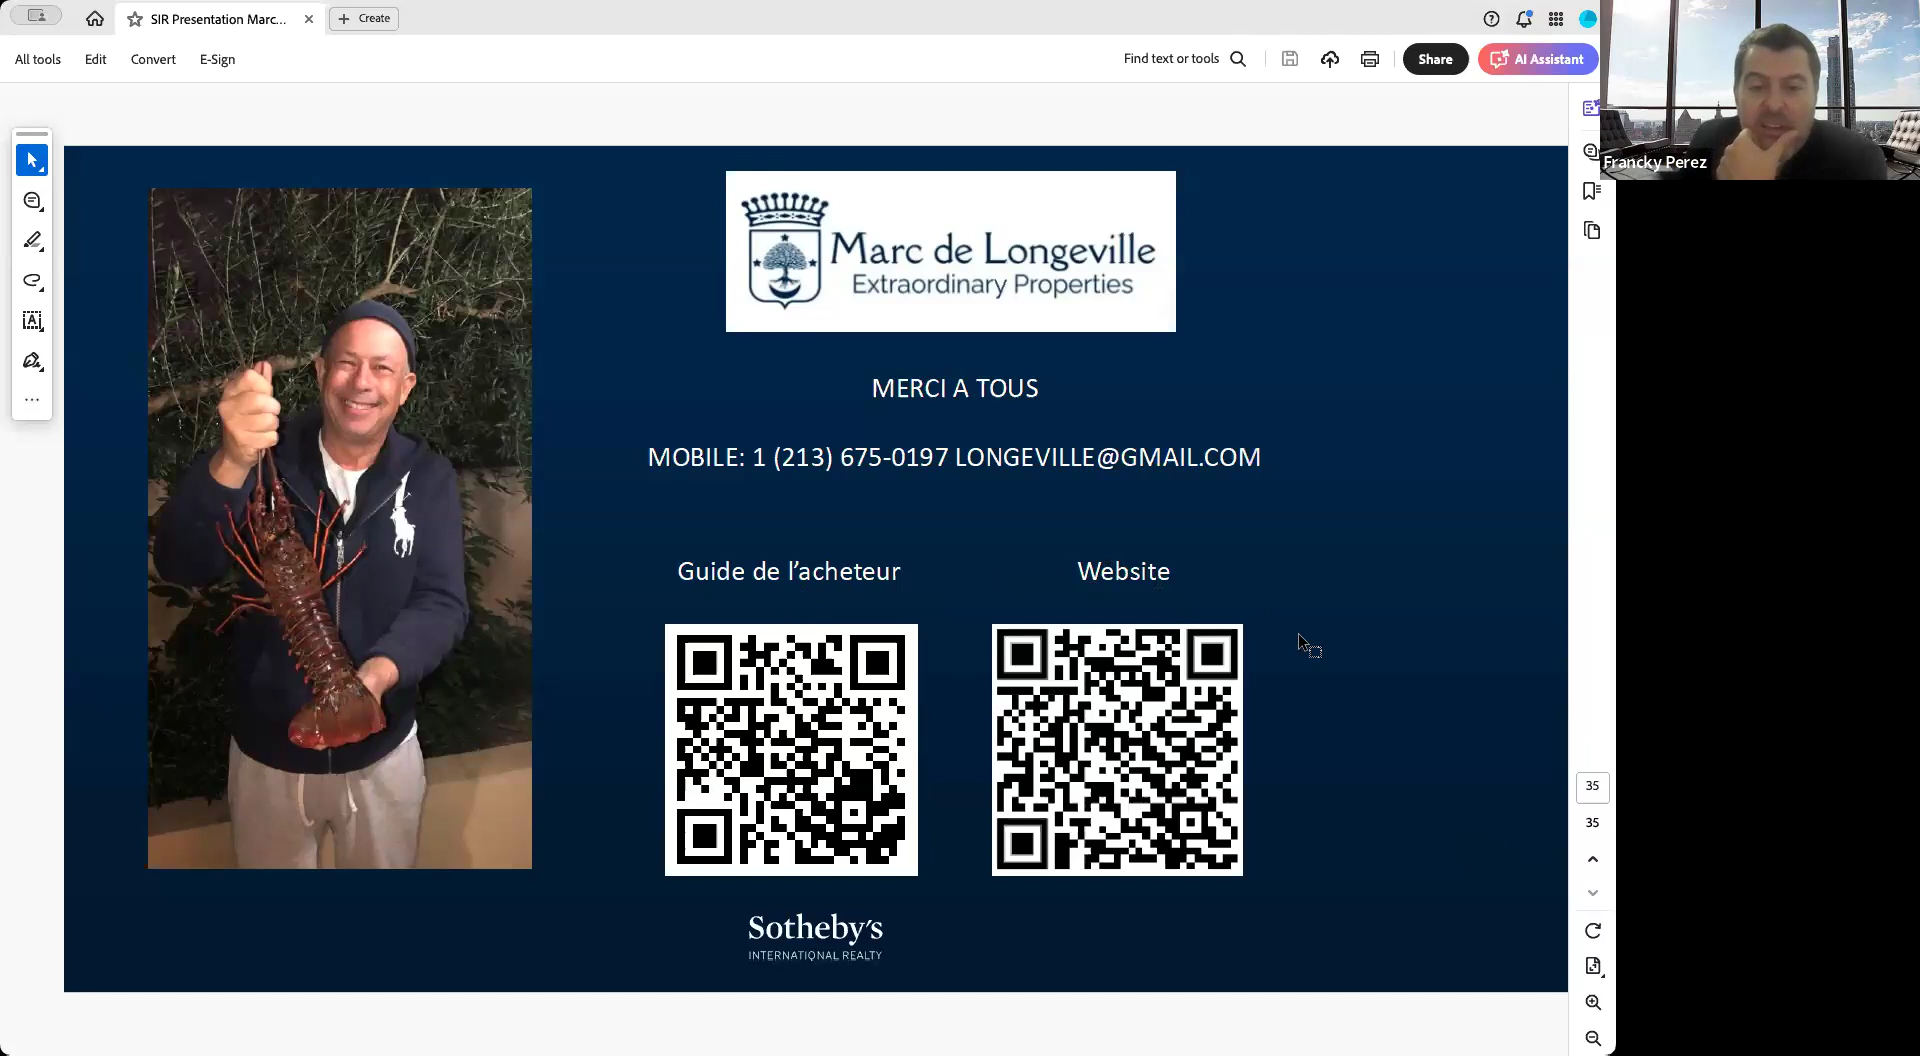 SIR Presentation Marc...
Create
All tools
Edit
Convert
E-Sign
Find text or tools
Share
AI Assistant
Francky Perez
Marc de Longeville
Extraordinary Properties
MERCI A TOUS
MOBILE: 1 (213) 675-0197 LONGEVILLE@GMAIL.COM
Guide de l’acheteur
Website
Sotheby's
INTERNATIONAL REALTY
35
35